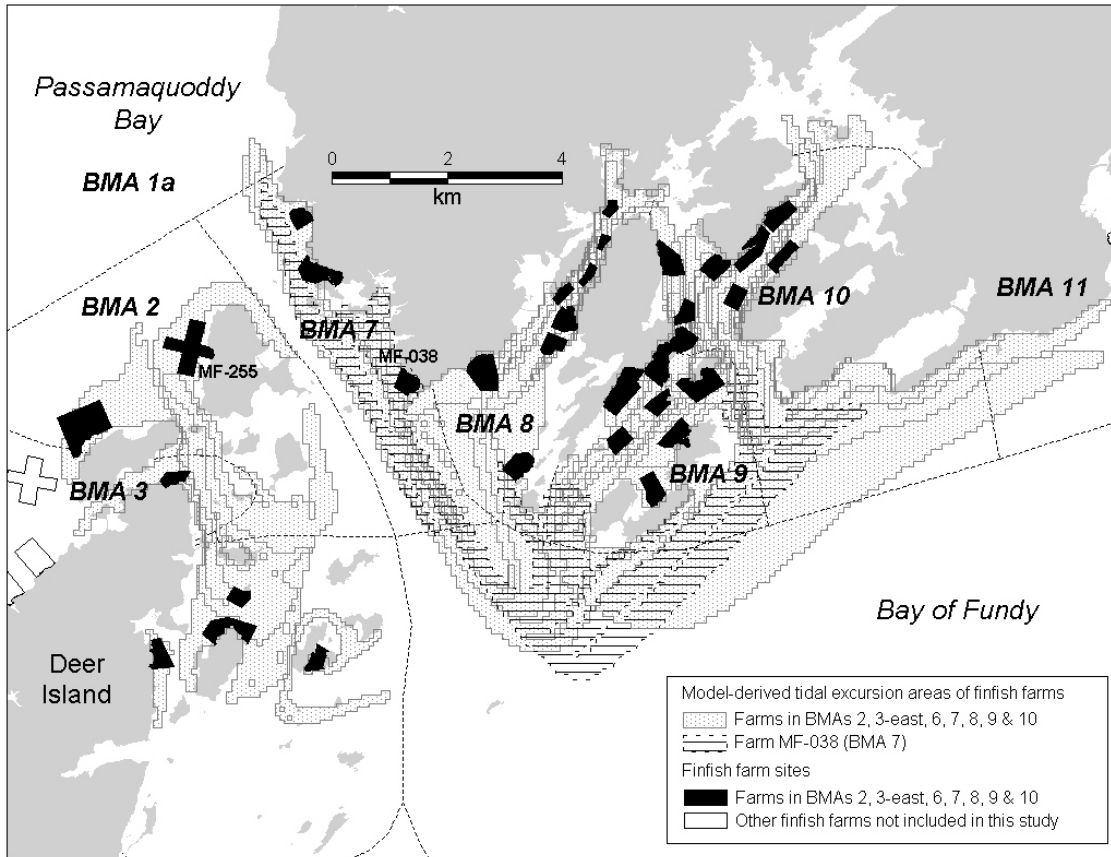 Passamaquoddy
Bay
BMA 1a
0 2 4
km
BMA 2
BMA 7
BMA 10
BMA 11
MF-255
MF-038
BMA 8
BMA 3
BMA 9
Bay of Fundy
Deer
Island
Model-derived tidal excursion areas of finfish farms
Farms in BMAs 2, 3-east, 6, 7, 8, 9 & 10
Farm MF-038 (BMA 7)
Finfish farm sites
Farms in BMAs 2, 3-east, 6, 7, 8, 9 & 10
Other finfish farms not included in this study